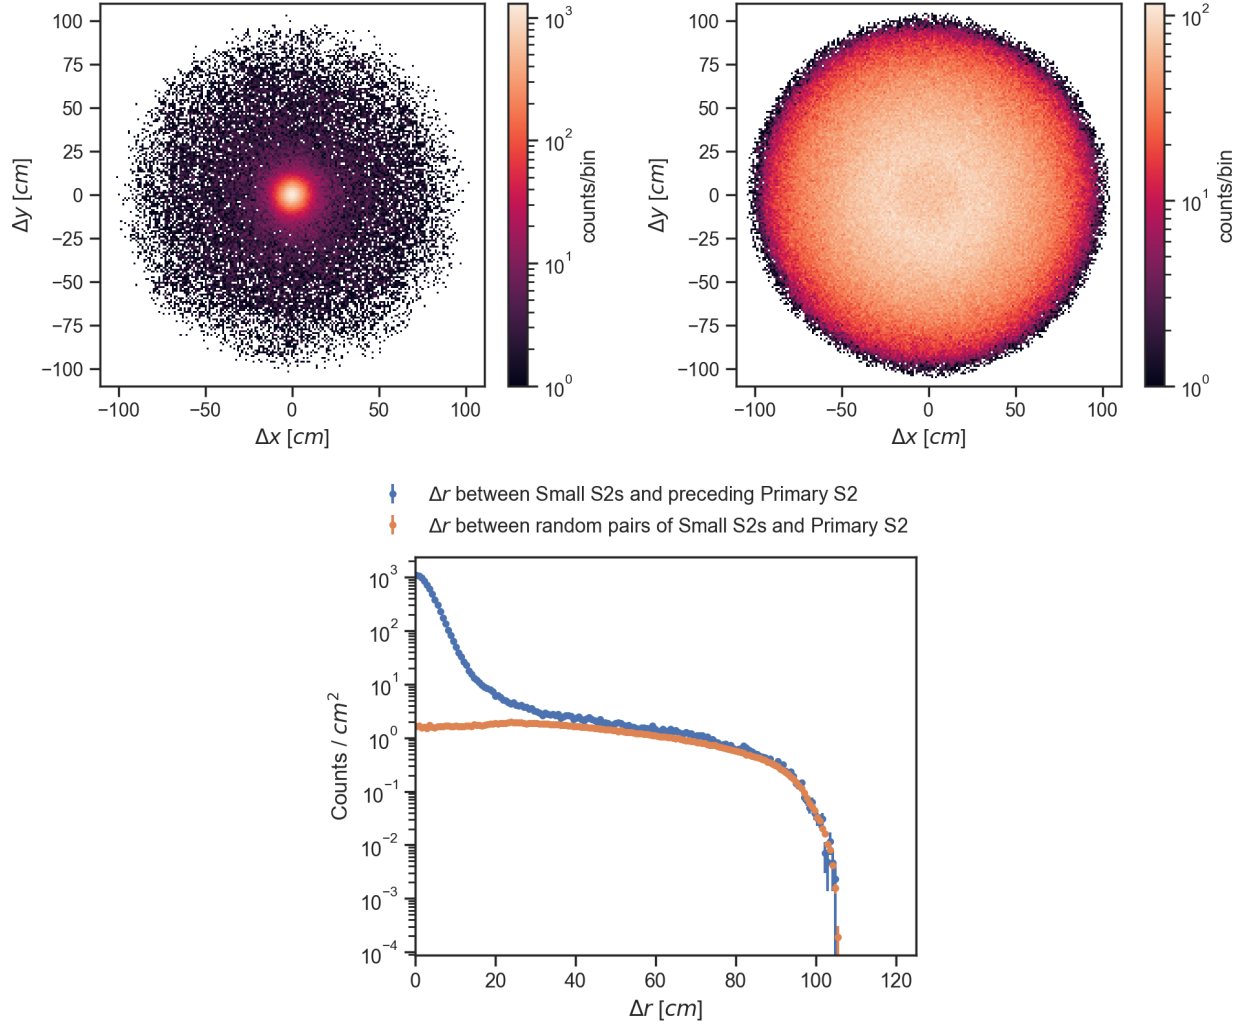 100
75
50
25
0
−25
−50
−75
−100
Δy [cm]
−100 −50 0 50 100
Δx [cm]
10^3
10^2
10^1
10^0
counts/bin
100
75
50
25
0
−25
−50
−75
−100
Δy [cm]
−100 −50 0 50 100
Δx [cm]
10^2
10^1
10^0
counts/bin
Δr between Small S2s and preceding Primary S2
Δr between random pairs of Small S2s and Primary S2
10^3
10^2
10^1
10^0
10^−1
10^−2
10^−3
10^−4
Counts / cm^2
0 20 40 60 80 100 120
Δr [cm]